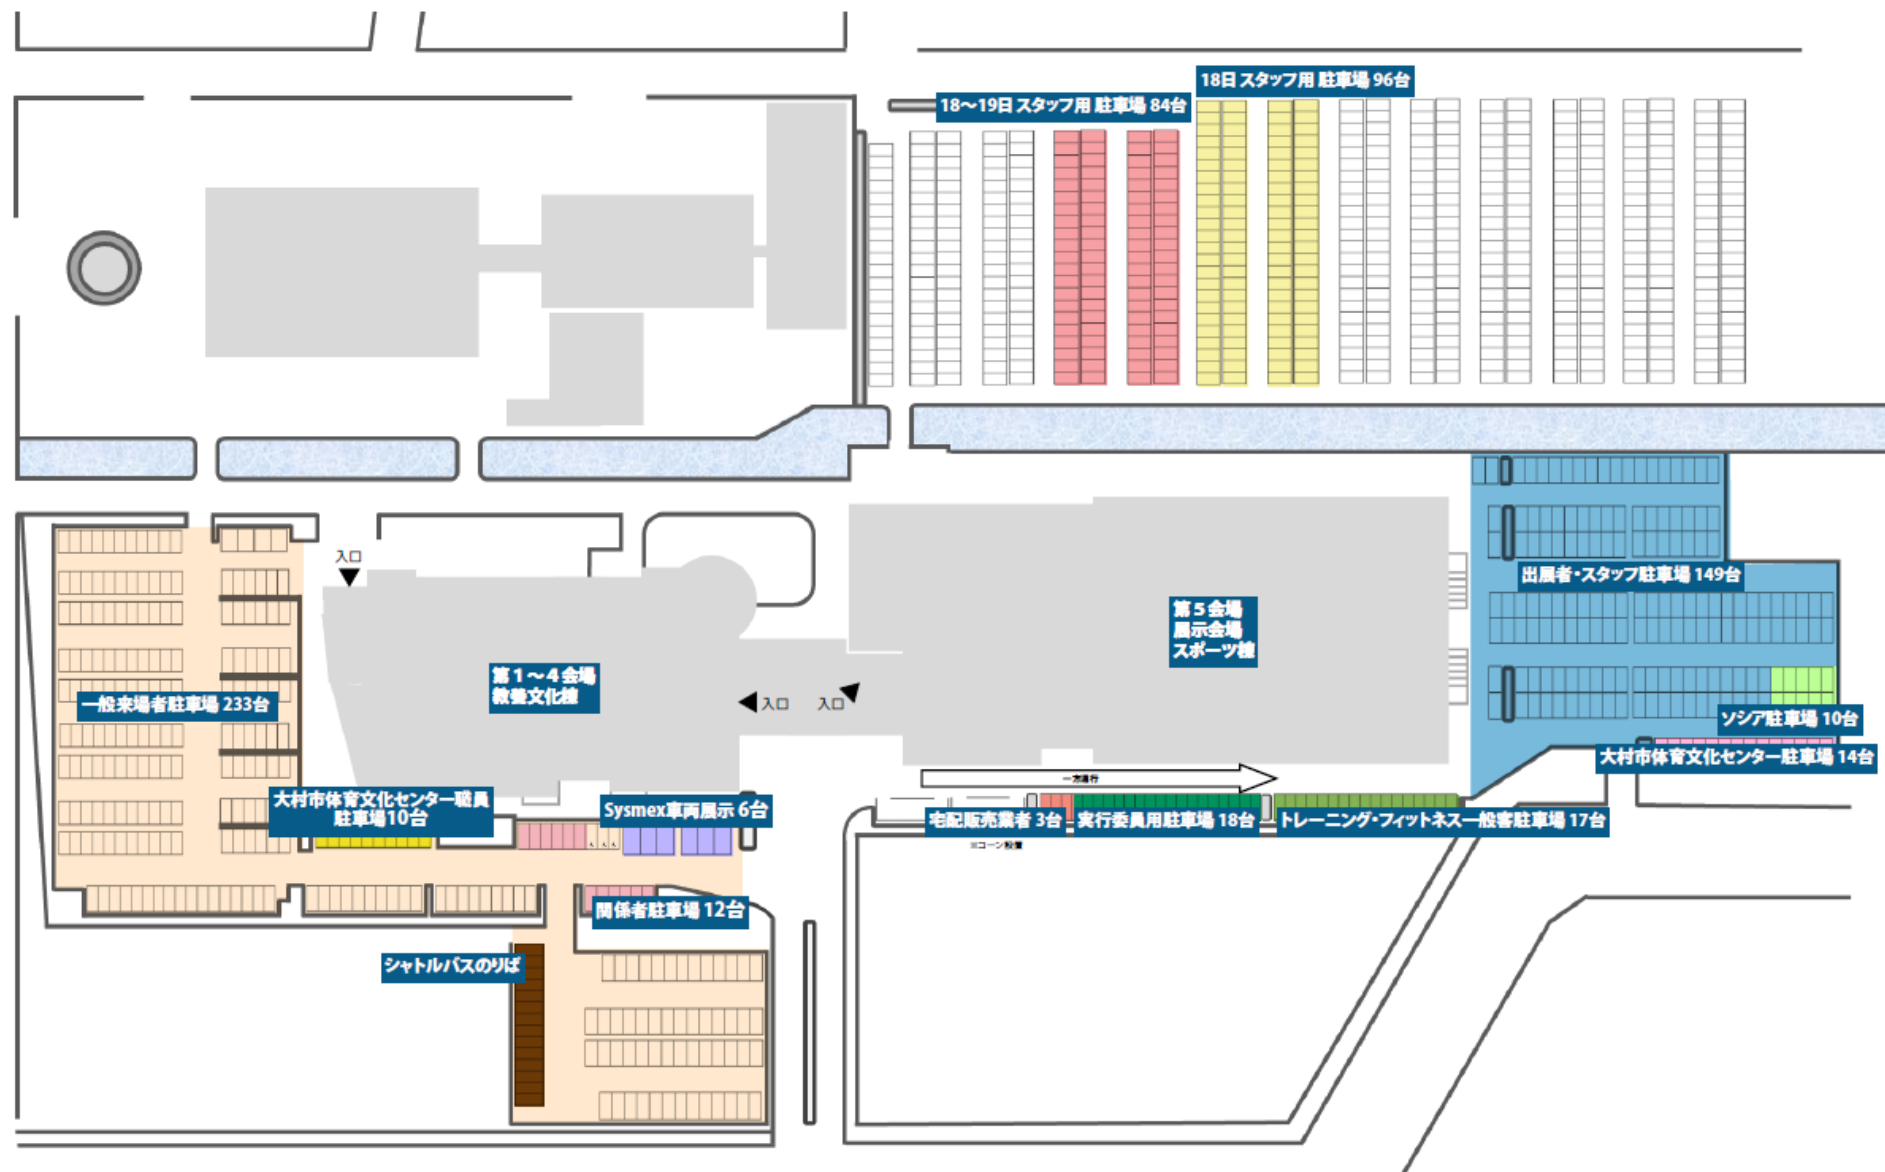 18日 スタッフ用 駐車場 96台
18〜19日 スタッフ用 駐車場 84台
入口
出展者・スタッフ駐車場 149台
第５会場
展示会場
スポーツ棟
第１〜４会場
教養文化棟
一般来場者駐車場 233台
入口
入口
ソシア駐車場 10台
大村市体育文化センター駐車場 14台
一方通行
大村市体育文化センター職員
駐車場10台
Sysmex車両展示 6台
宅配販売業者 3台
実行委員用駐車場 18台
トレーニング・フィットネス一般客駐車場 17台
※コーン設備
関係者駐車場 12台
シャトルバスのりば